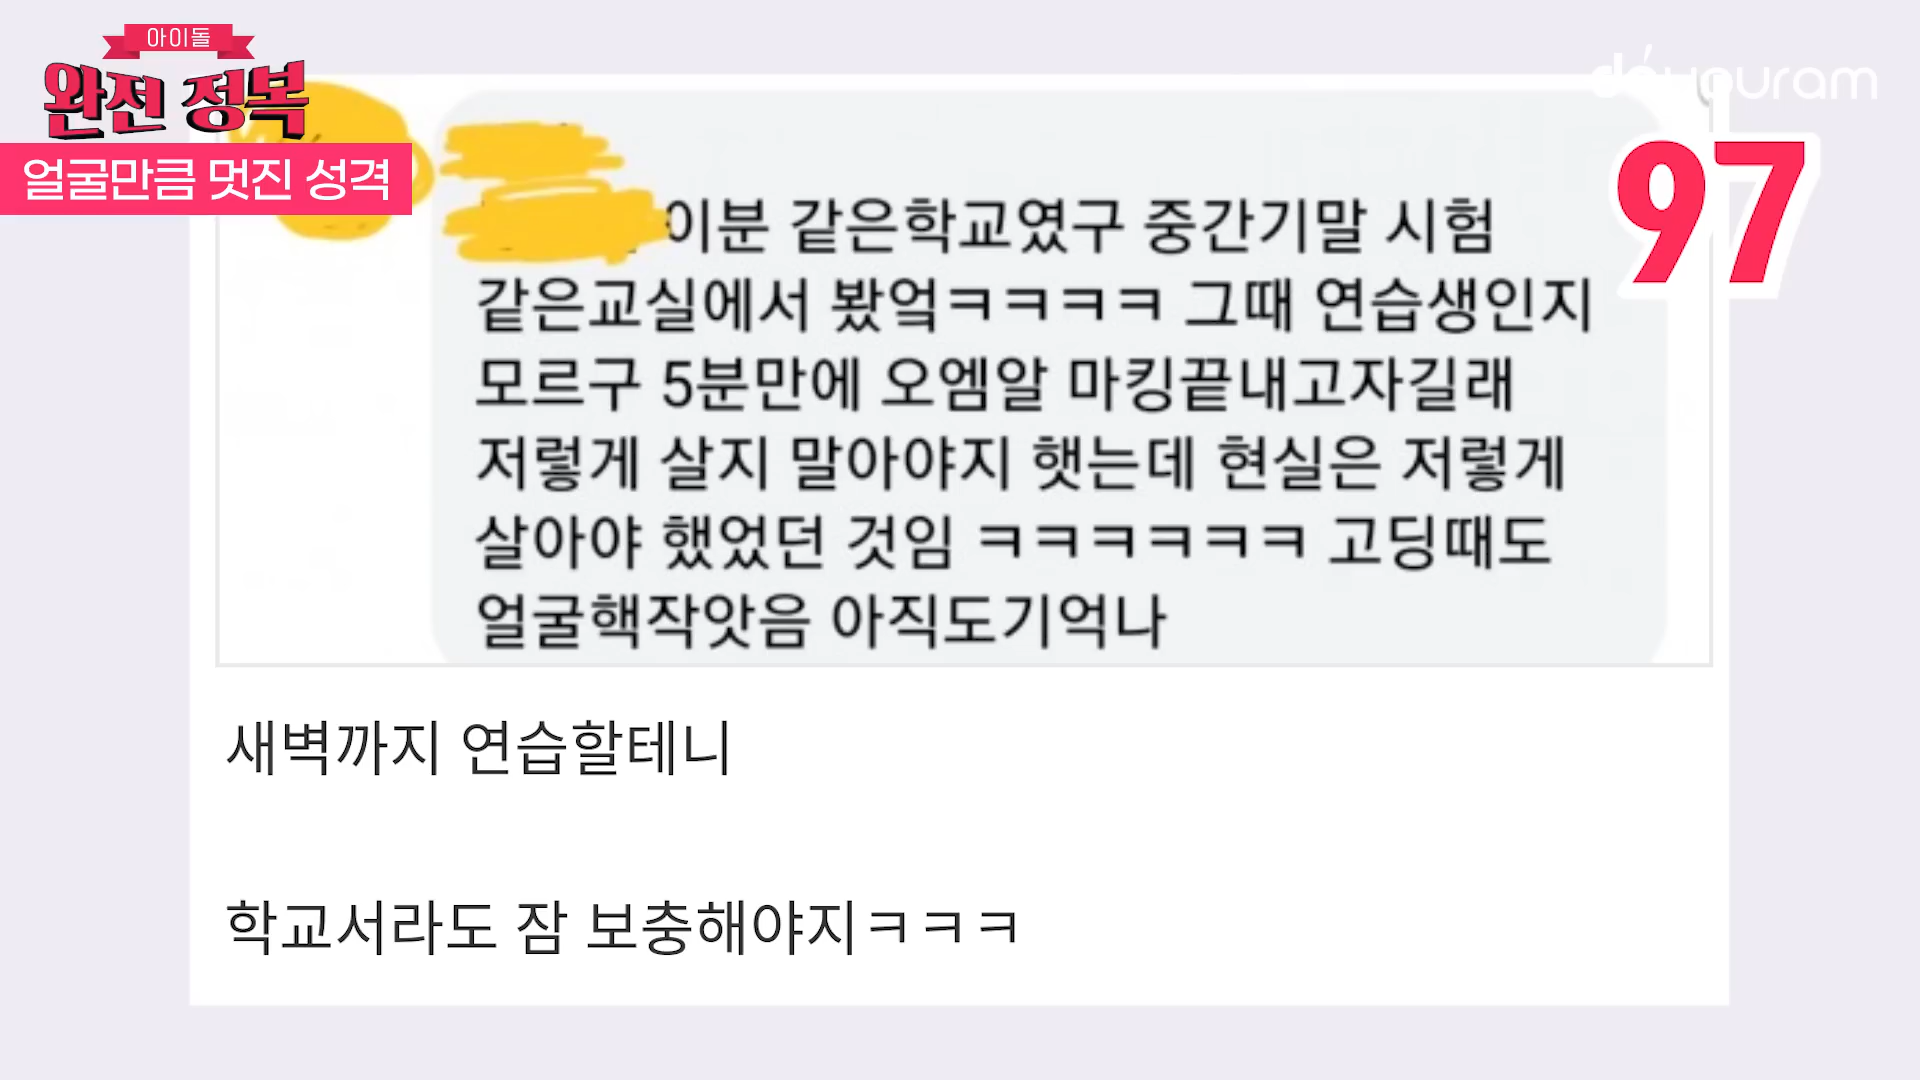 아이돌
완전 정복
얼굴만큼 멋진 성격
deyouram
97
이분 같은학교였구 중간기말 시험
같은교실에서 봤엌ㅋㅋㅋㅋ 그때 연습생인지
모르구 5분만에 오엠알 마킹끝내고자길래
저렇게 살지 말아야지 햇는데 현실은 저렇게
살아야 했었던 것임 ㅋㅋㅋㅋㅋㅋ 고딩때도
얼굴핵작앗음 아직도기억나
새벽까지 연습할테니
학교서라도 잠 보충해야지ㅋㅋㅋ